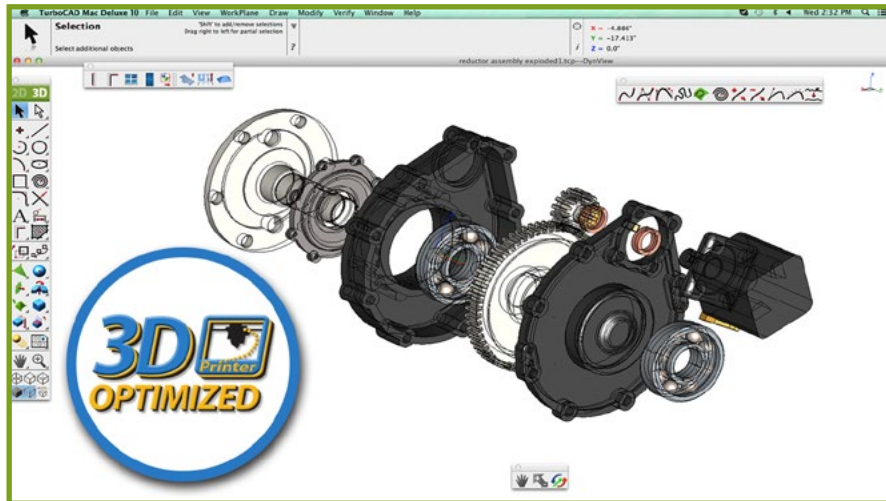 TurboCAD Mac Deluxe 10 File Edit View WorkPlane Draw Modify Verify Window Help
Wed 2:32 PM
Selection
'Shift' to add/remove selections
Drag right to left for partial selection
Select additional objects
?
i
X = -4.886"
Y = -17.413"
Z = 0.0"
reductor assembly exploded1.tcp---DynView
2D 3D
A
3D
Printer
OPTIMIZED